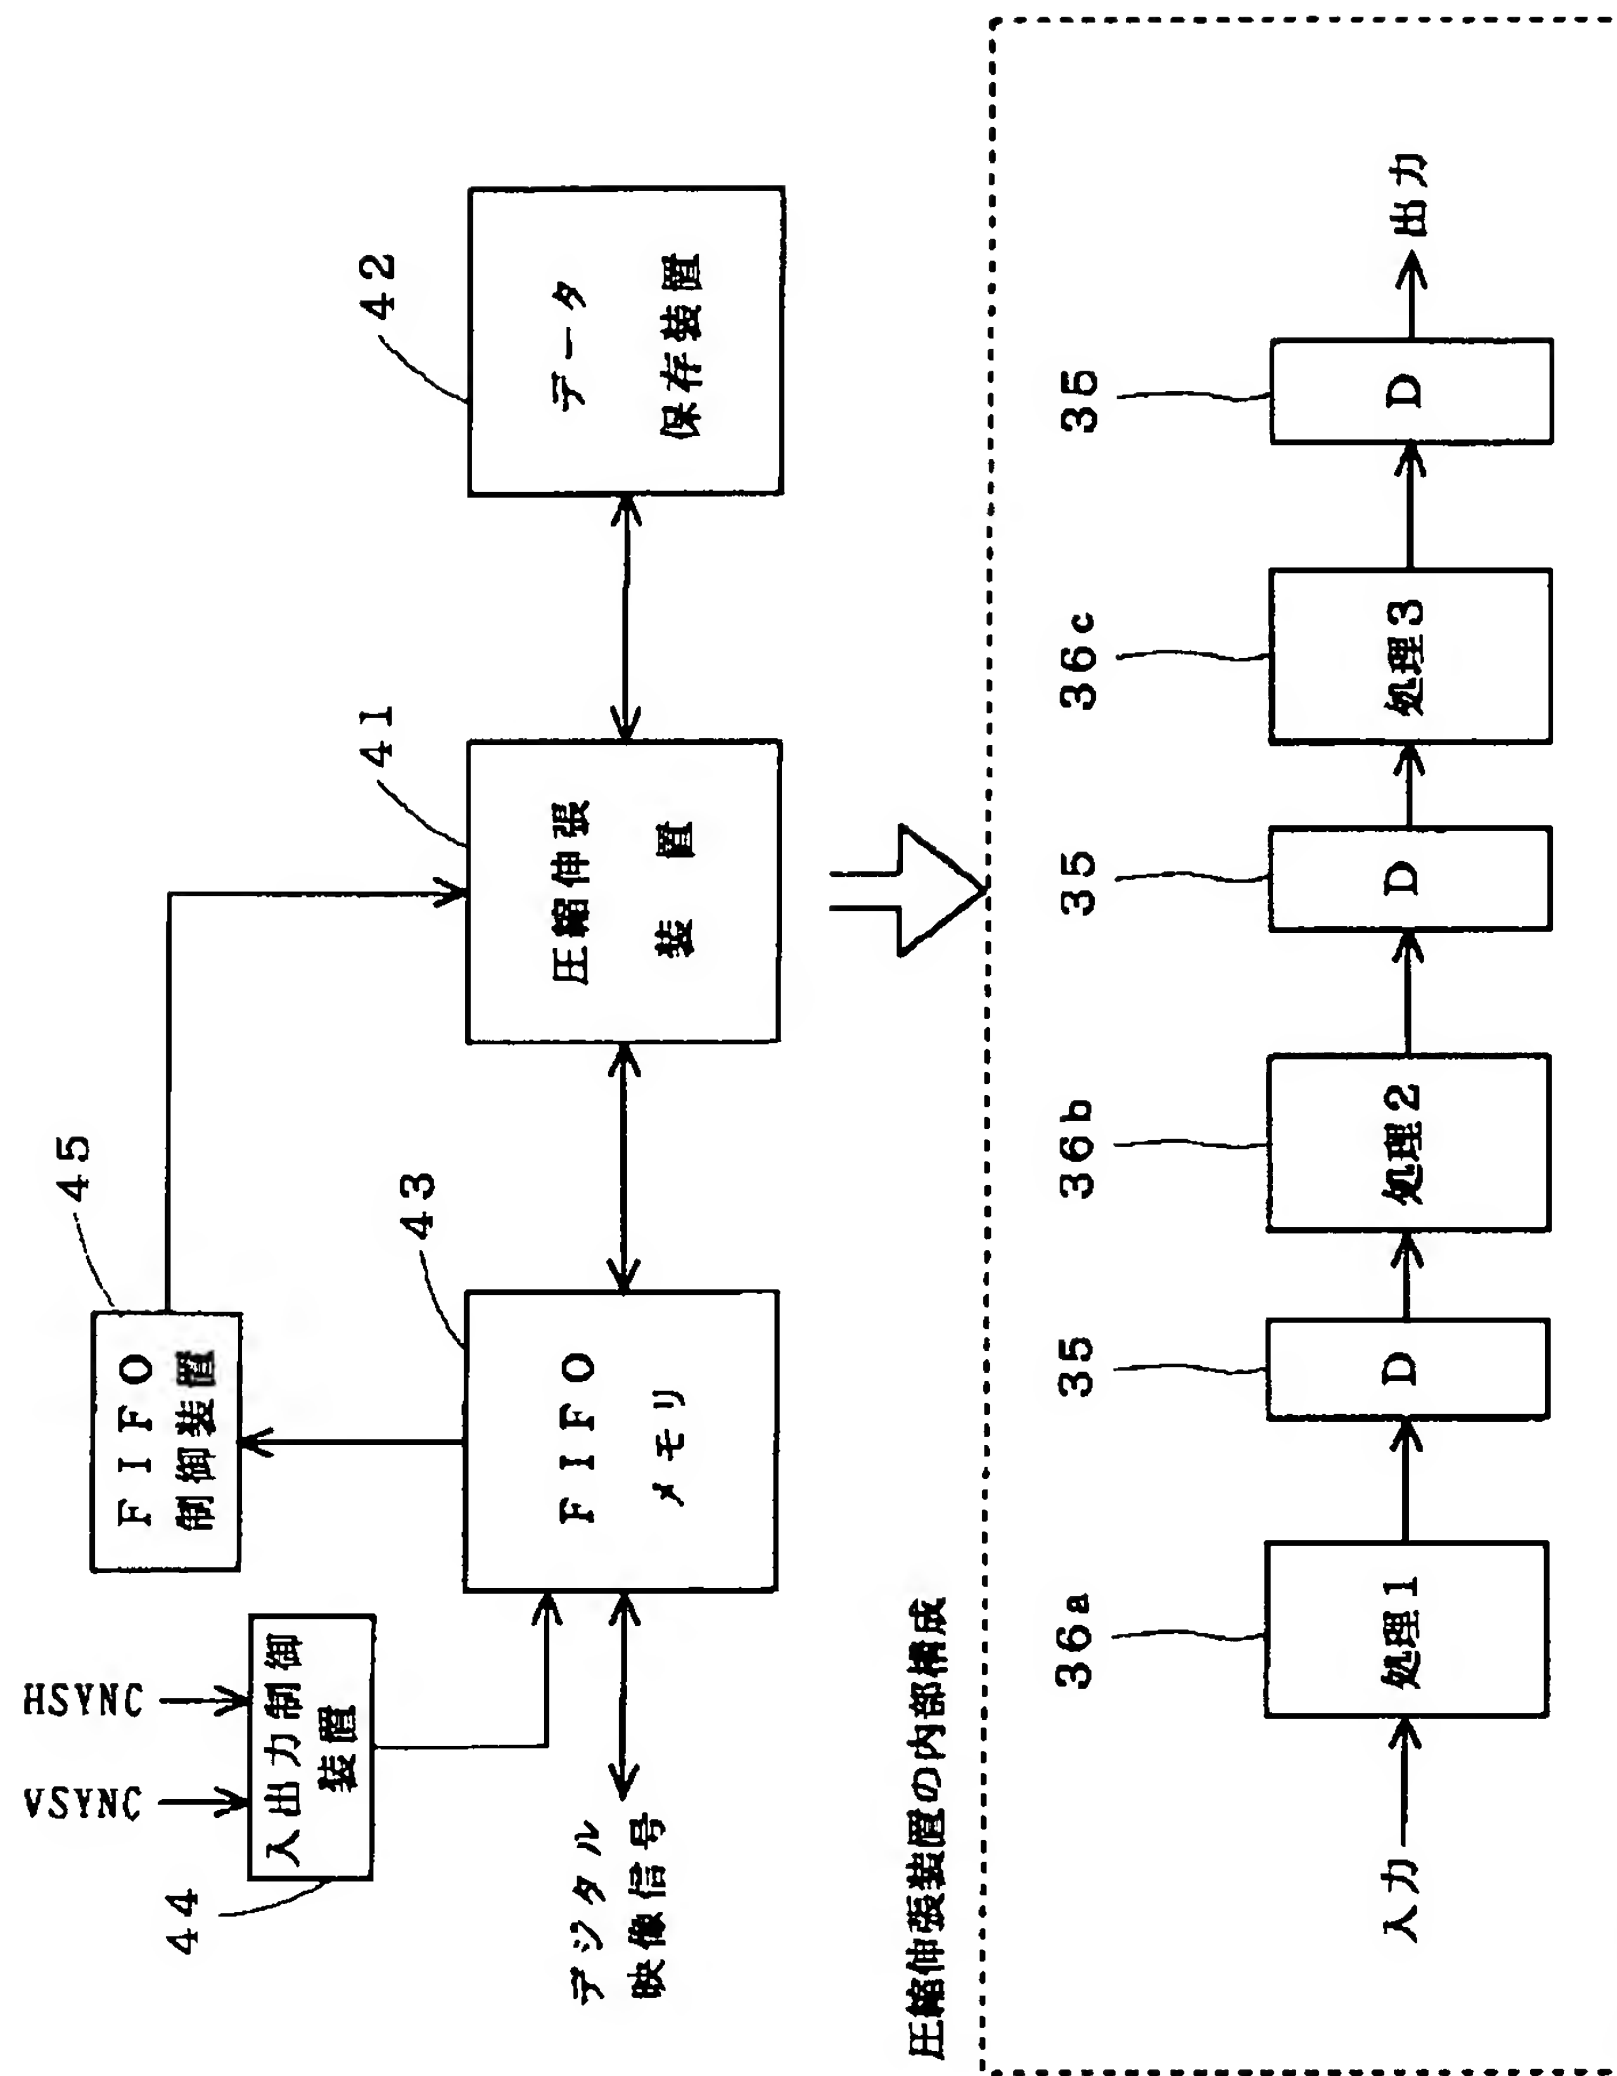 HSYNC
VSYNC
44
入出力制御
装置
45
FIFO
制御装置
43
FIFO
メモリ
デジタル
映像信号
41
圧縮伸張
装置
42
データ
保存装置
圧縮伸張装置の内部構成
入力
36a
処理1
35
D
36b
処理2
35
D
36c
処理3
35
D
出力